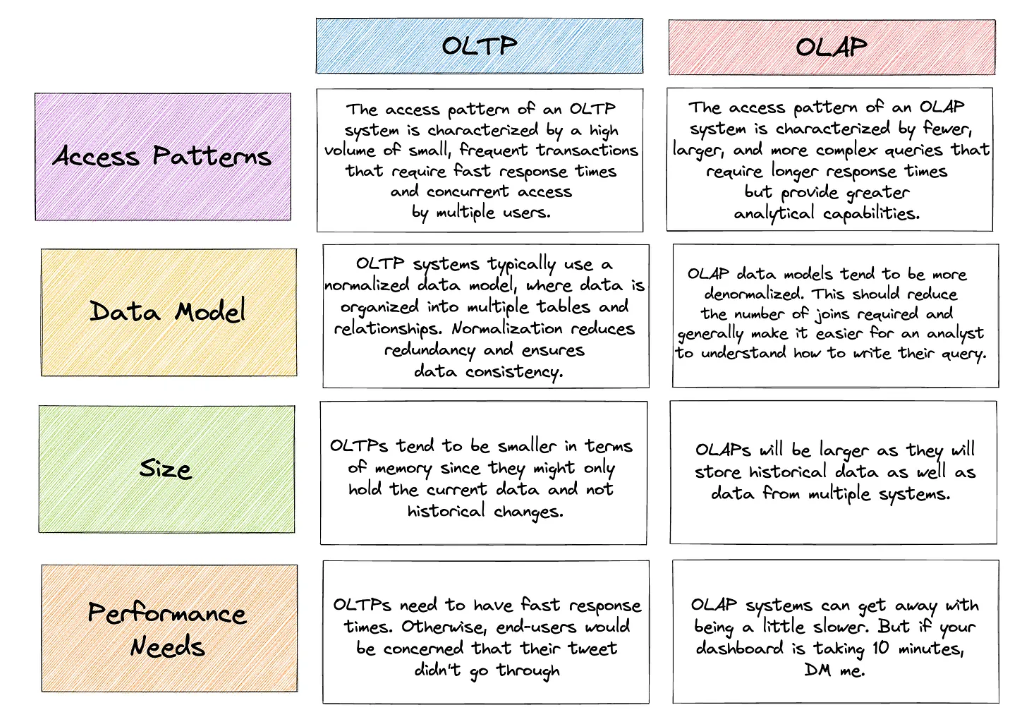 OLTP
OLAP
Access Patterns
The access pattern of an OLTP
system is characterized by a high
volume of small, frequent transactions
that require fast response times
and concurrent access
by multiple users.
The access pattern of an OLAP
system is characterized by fewer,
larger, and more complex queries that
require longer response times
but provide greater
analytical capabilities.
Data Model
OLTP systems typically use a
normalized data model, where data is
organized into multiple tables and
relationships. Normalization reduces
redundancy and ensures
data consistency.
OLAP data models tend to be more
denormalized. This should reduce
the number of joins required and
generally make it easier for an analyst
to understand how to write their query.
Size
OLTPs tend to be smaller in terms
of memory since they might only
hold the current data and not
historical changes.
OLAPs will be larger as they will
store historical data as well as
data from multiple systems.
Performance
Needs
OLTPs need to have fast response
times. Otherwise, end-users would
be concerned that their tweet
didn't go through
OLAP systems can get away with
being a little slower. But if your
dashboard is taking 10 minutes,
DM me.